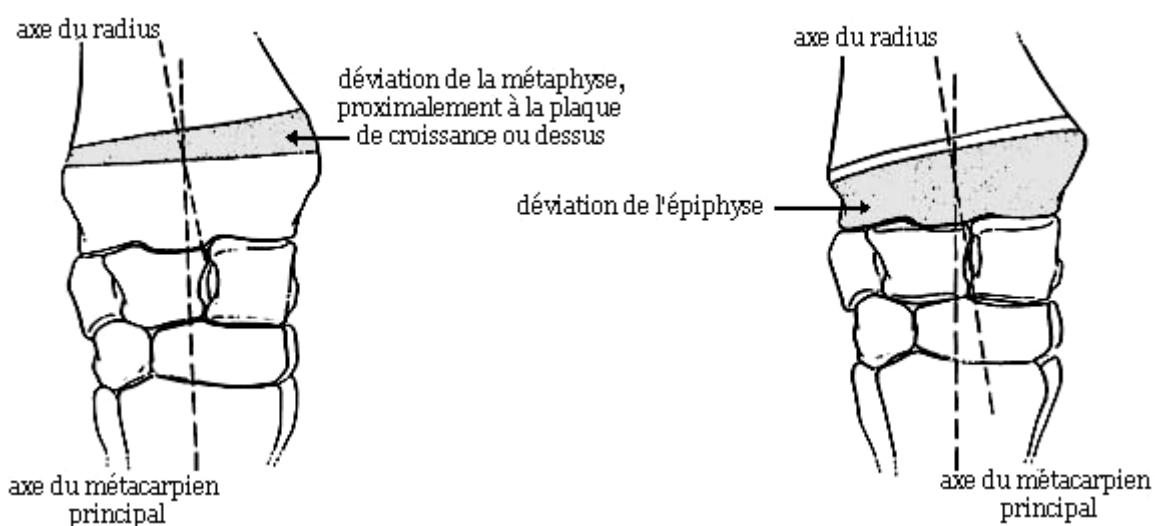 axe du radius
déviation de la métaphyse,
proximalement à la plaque
de croissance ou dessus
axe du métacarpien
principal
axe du radius
déviation de l'épiphyse
axe du métacarpien
principal